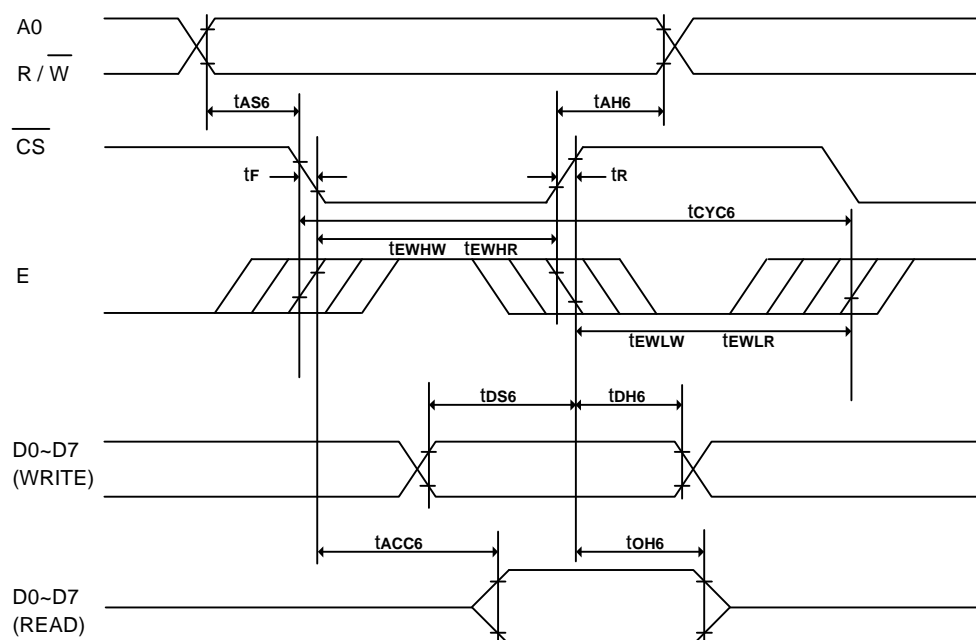 A0
R / W
tAS6
tAH6
CS
tF
tR
tCYC6
tEWHW tEWHR
E
tEWLW tEWLR
tDS6
tDH6
D0~D7
(WRITE)
tACC6
tOH6
D0~D7
(READ)